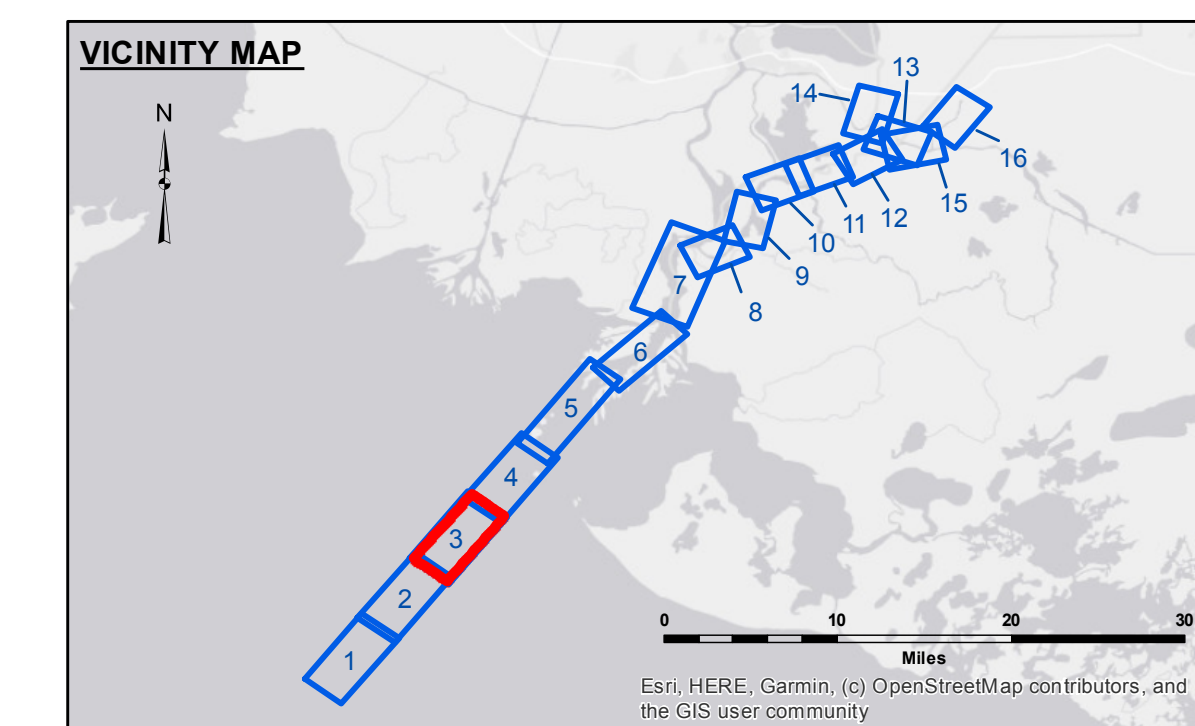 VICINITY MAP
N
13
14
16
15
12
11
10
9
8
7
6
5
4
3
2
1
0 10 20 30
Miles
Esri, HERE, Garmin, (c) OpenStreetMap contributors, and
the GIS user community